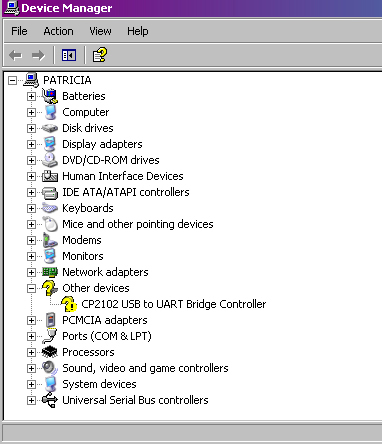 Device Manager
File Action View Help
PATRICIA
Batteries
Computer
Disk drives
Display adapters
DVD/CD-ROM drives
Human Interface Devices
IDE ATA/ATAPI controllers
Keyboards
Mice and other pointing devices
Modems
Monitors
Network adapters
Other devices
CP2102 USB to UART Bridge Controller
PCMCIA adapters
Ports (COM & LPT)
Processors
Sound, video and game controllers
System devices
Universal Serial Bus controllers